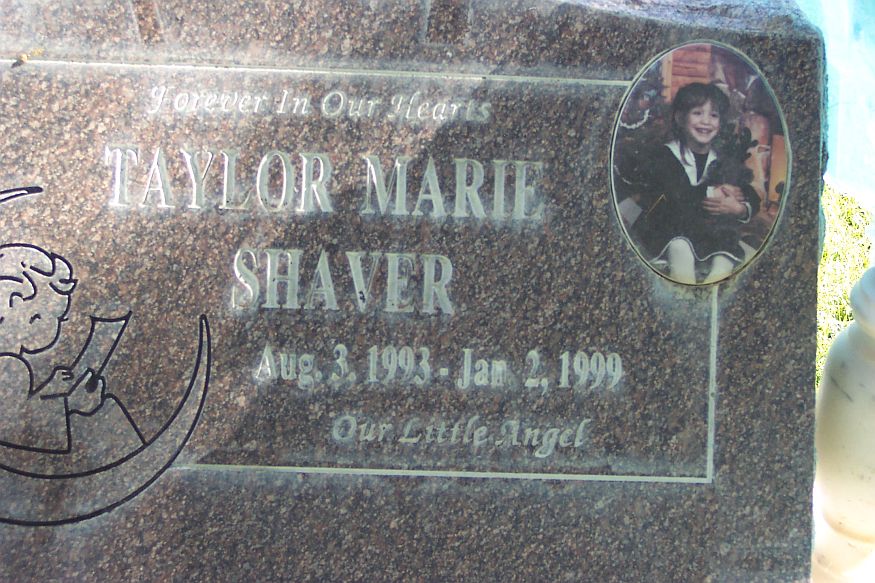 Forever In Our Hearts
TAYLOR MARIE
SHAVER
Aug. 3, 1993 - Jan. 2, 1999
Our Little Angel